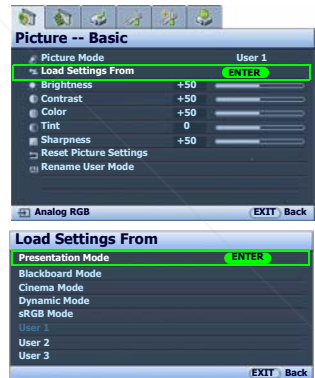 Picture -- Basic
Picture Mode User 1
Load Settings From ENTER
Brightness +50
Contrast +50
Color +50
Tint 0
Sharpness +50
Reset Picture Settings
Rename User Mode
Analog RGB EXIT Back
Load Settings From
Presentation Mode ENTER
Blackboard Mode
Cinema Mode
Dynamic Mode
sRGB Mode
User 1
User 2
User 3
EXIT Back